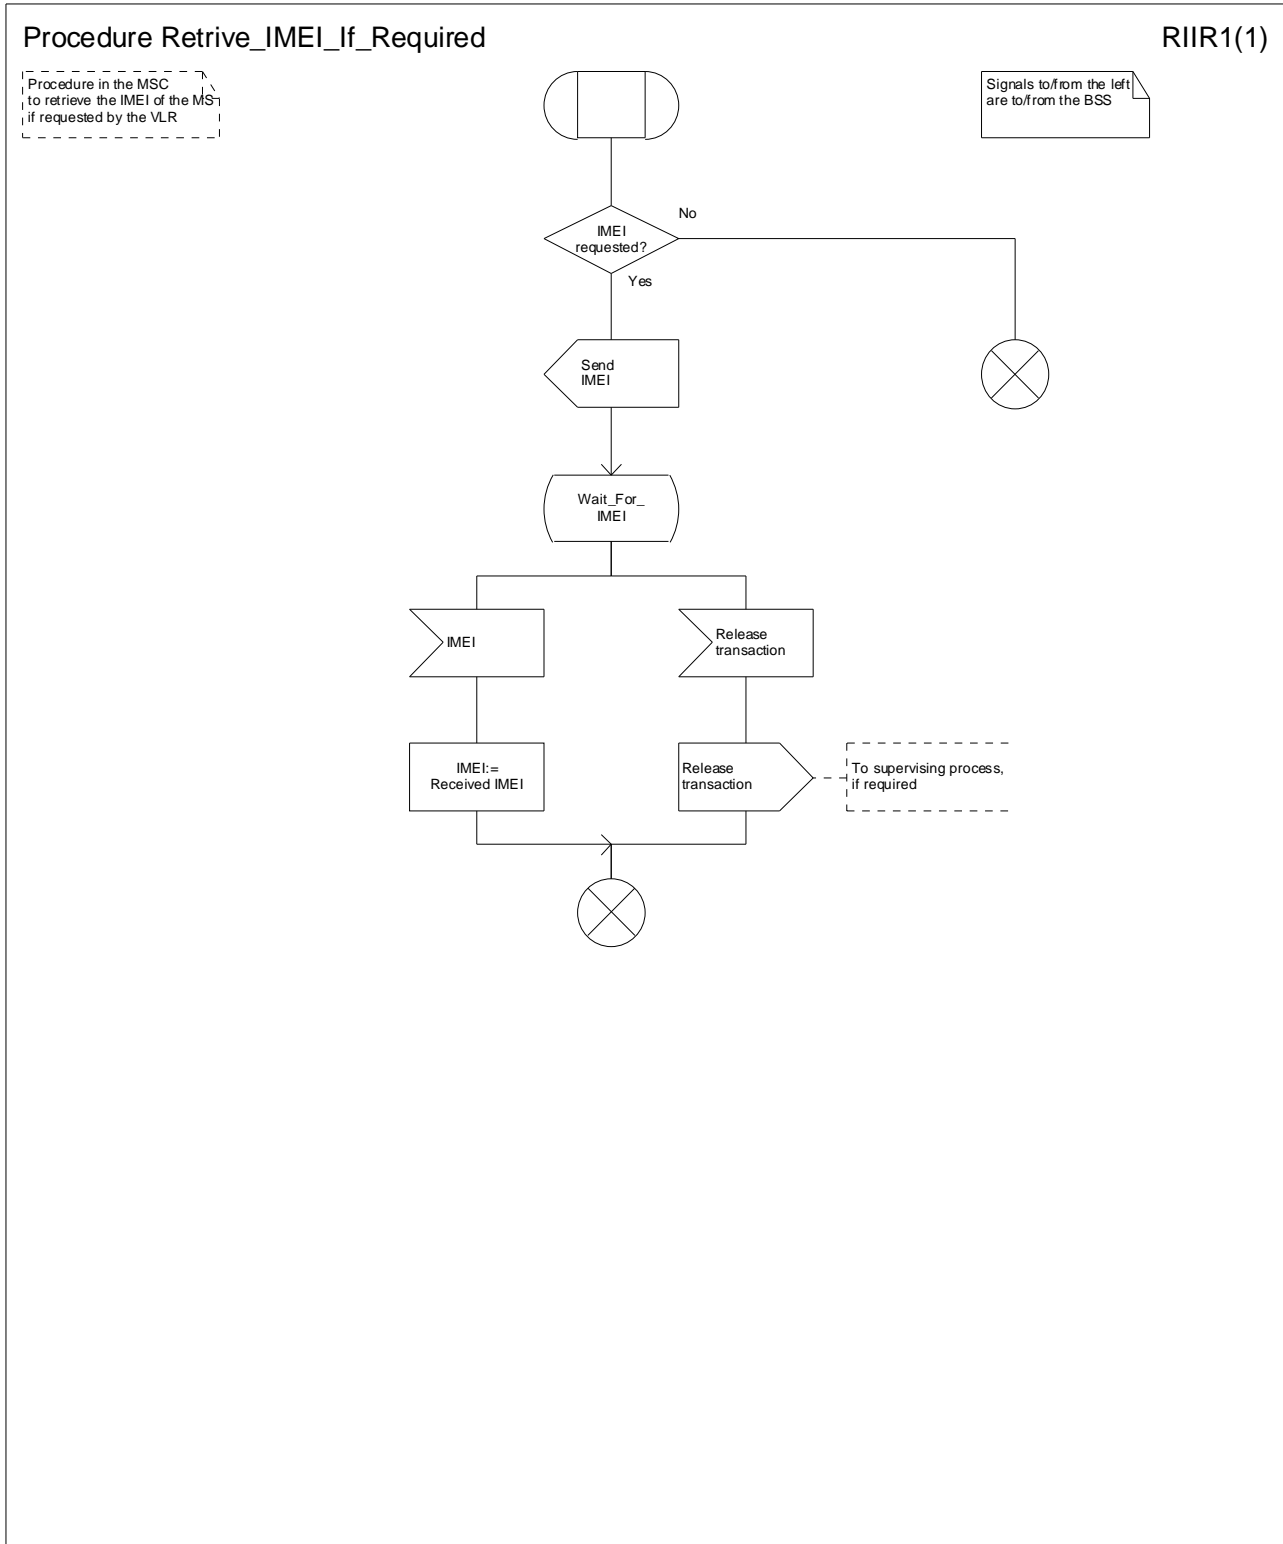 Procedure Retrive_IMEI_If_Required
RIIR1(1)
Procedure in the MSC
to retrieve the IMEI of the MS
if requested by the VLR
Signals to/from the left
are to/from the BSS
IMEI
requested?
No
Yes
Send
IMEI
Wait_For_
IMEI
IMEI
Release
transaction
IMEI:=
Received IMEI
Release
transaction
To supervising process,
if required